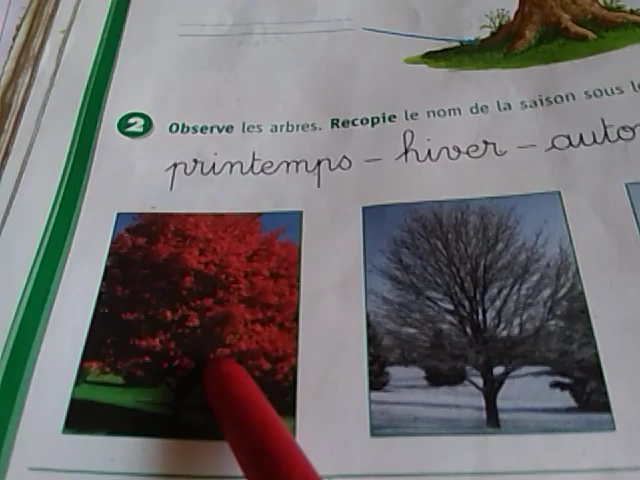 2 Observe les arbres. Recopie le nom de la saison sous
printemps – hiver –